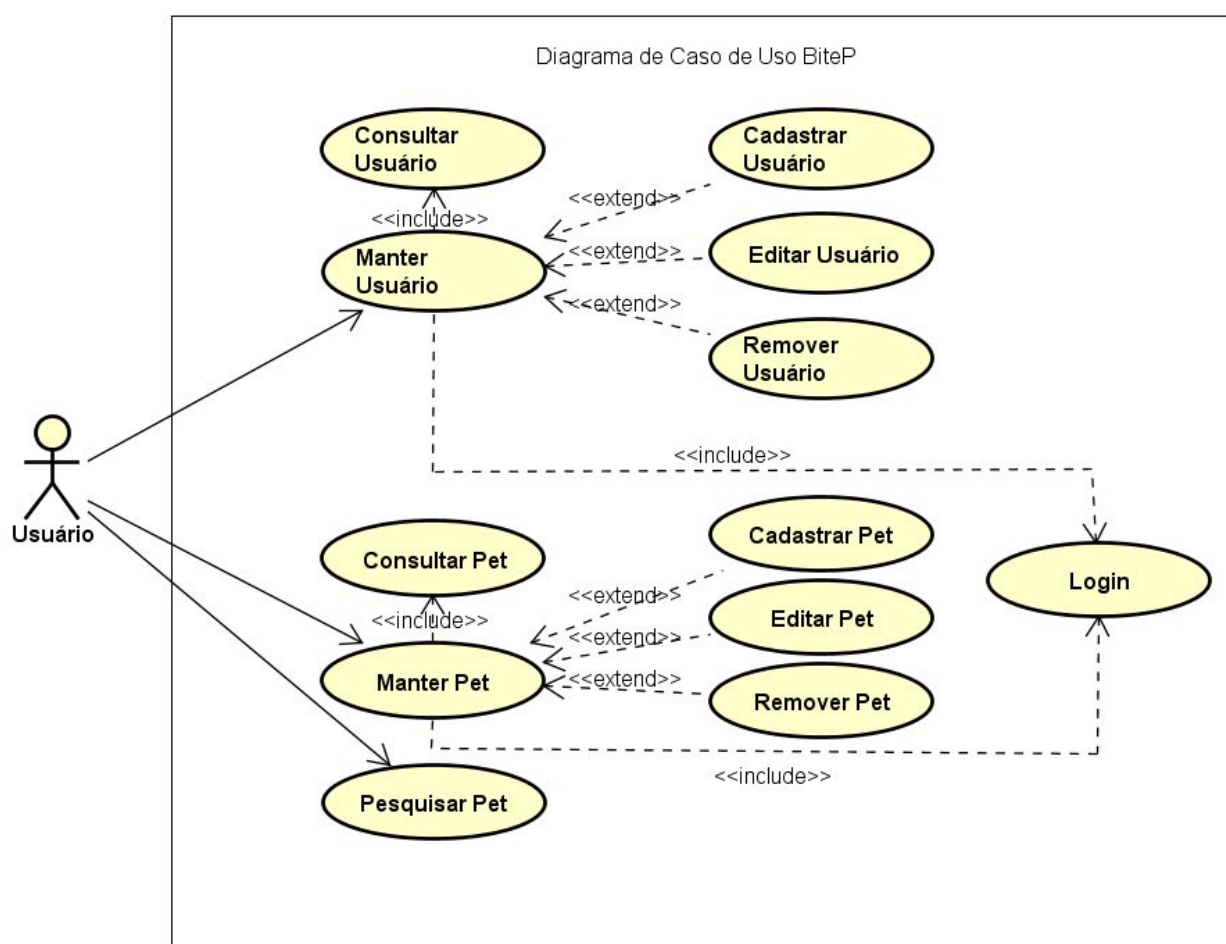 Diagrama de Caso de Uso BiteP
Consultar
Usuário
Cadastrar
Usuário
<<include>>
<<extend>>
Manter
Usuário
<<extend>>
Editar Usuário
<<extend>>
Remover
Usuário
<<include>>
Usuário
Consultar Pet
Cadastrar Pet
Login
<<include>>
<<extend>>
Editar Pet
<<extend>>
Manter Pet
<<extend>>
Remover Pet
<<include>>
Pesquisar Pet